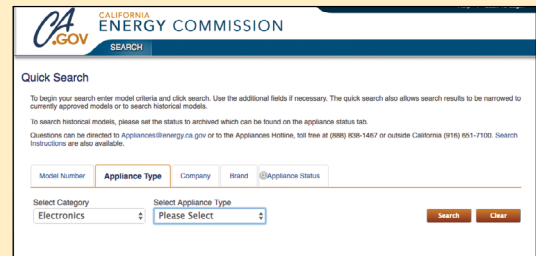 CA
.GOV
CALIFORNIA
ENERGY COMMISSION
SEARCH
Quick Search
To begin your search enter model criteria and click search. Use the additional fields if necessary. The quick search also allows search results to be narrowed to
currently approved models or to search historical models.
To search historical models, please set the status to archived which can be found on the appliance status tab.
Questions can be directed to Appliances@energy.ca.gov or to the Appliances Hotline, toll free at (888) 838-1467 or outside California (916) 651-7100. Search
Instructions are also available.
Model Number Appliance Type Company Brand Appliance Status
Select Category Select Appliance Type
Electronics Please Select Search Clear